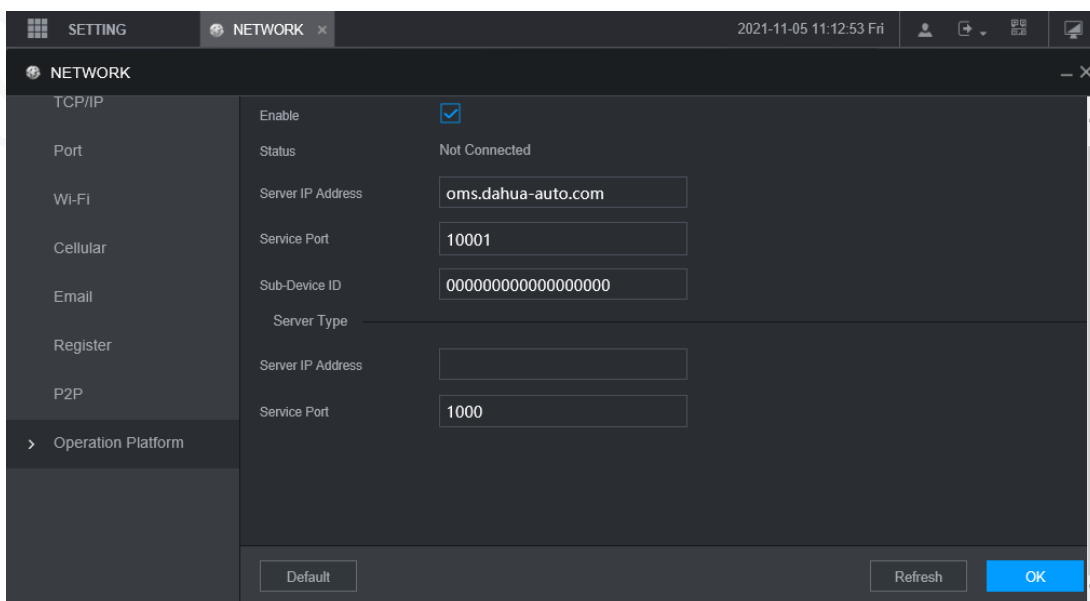 SETTING NETWORK × 2021-11-05 11:12:53 Fri
NETWORK
TCP/IP
Port
Wi-Fi
Cellular
Email
Register
P2P
Operation Platform
Enable
Status Not Connected
Server IP Address oms.dahua-auto.com
Service Port 10001
Sub-Device ID 000000000000000000
Server Type
Server IP Address
Service Port 1000
Default Refresh OK